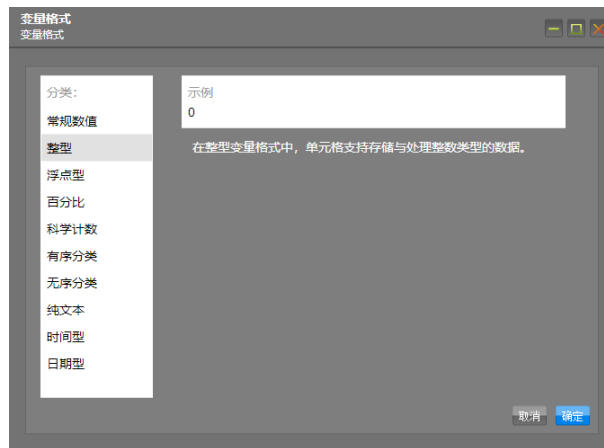 变量格式
变量格式
分类：
常规数值
整型
浮点型
百分比
科学计数
有序分类
无序分类
纯文本
时间型
日期型
示例
0
在整型变量格式中，单元格支持存储与处理整数类型的数据。
取消
确定